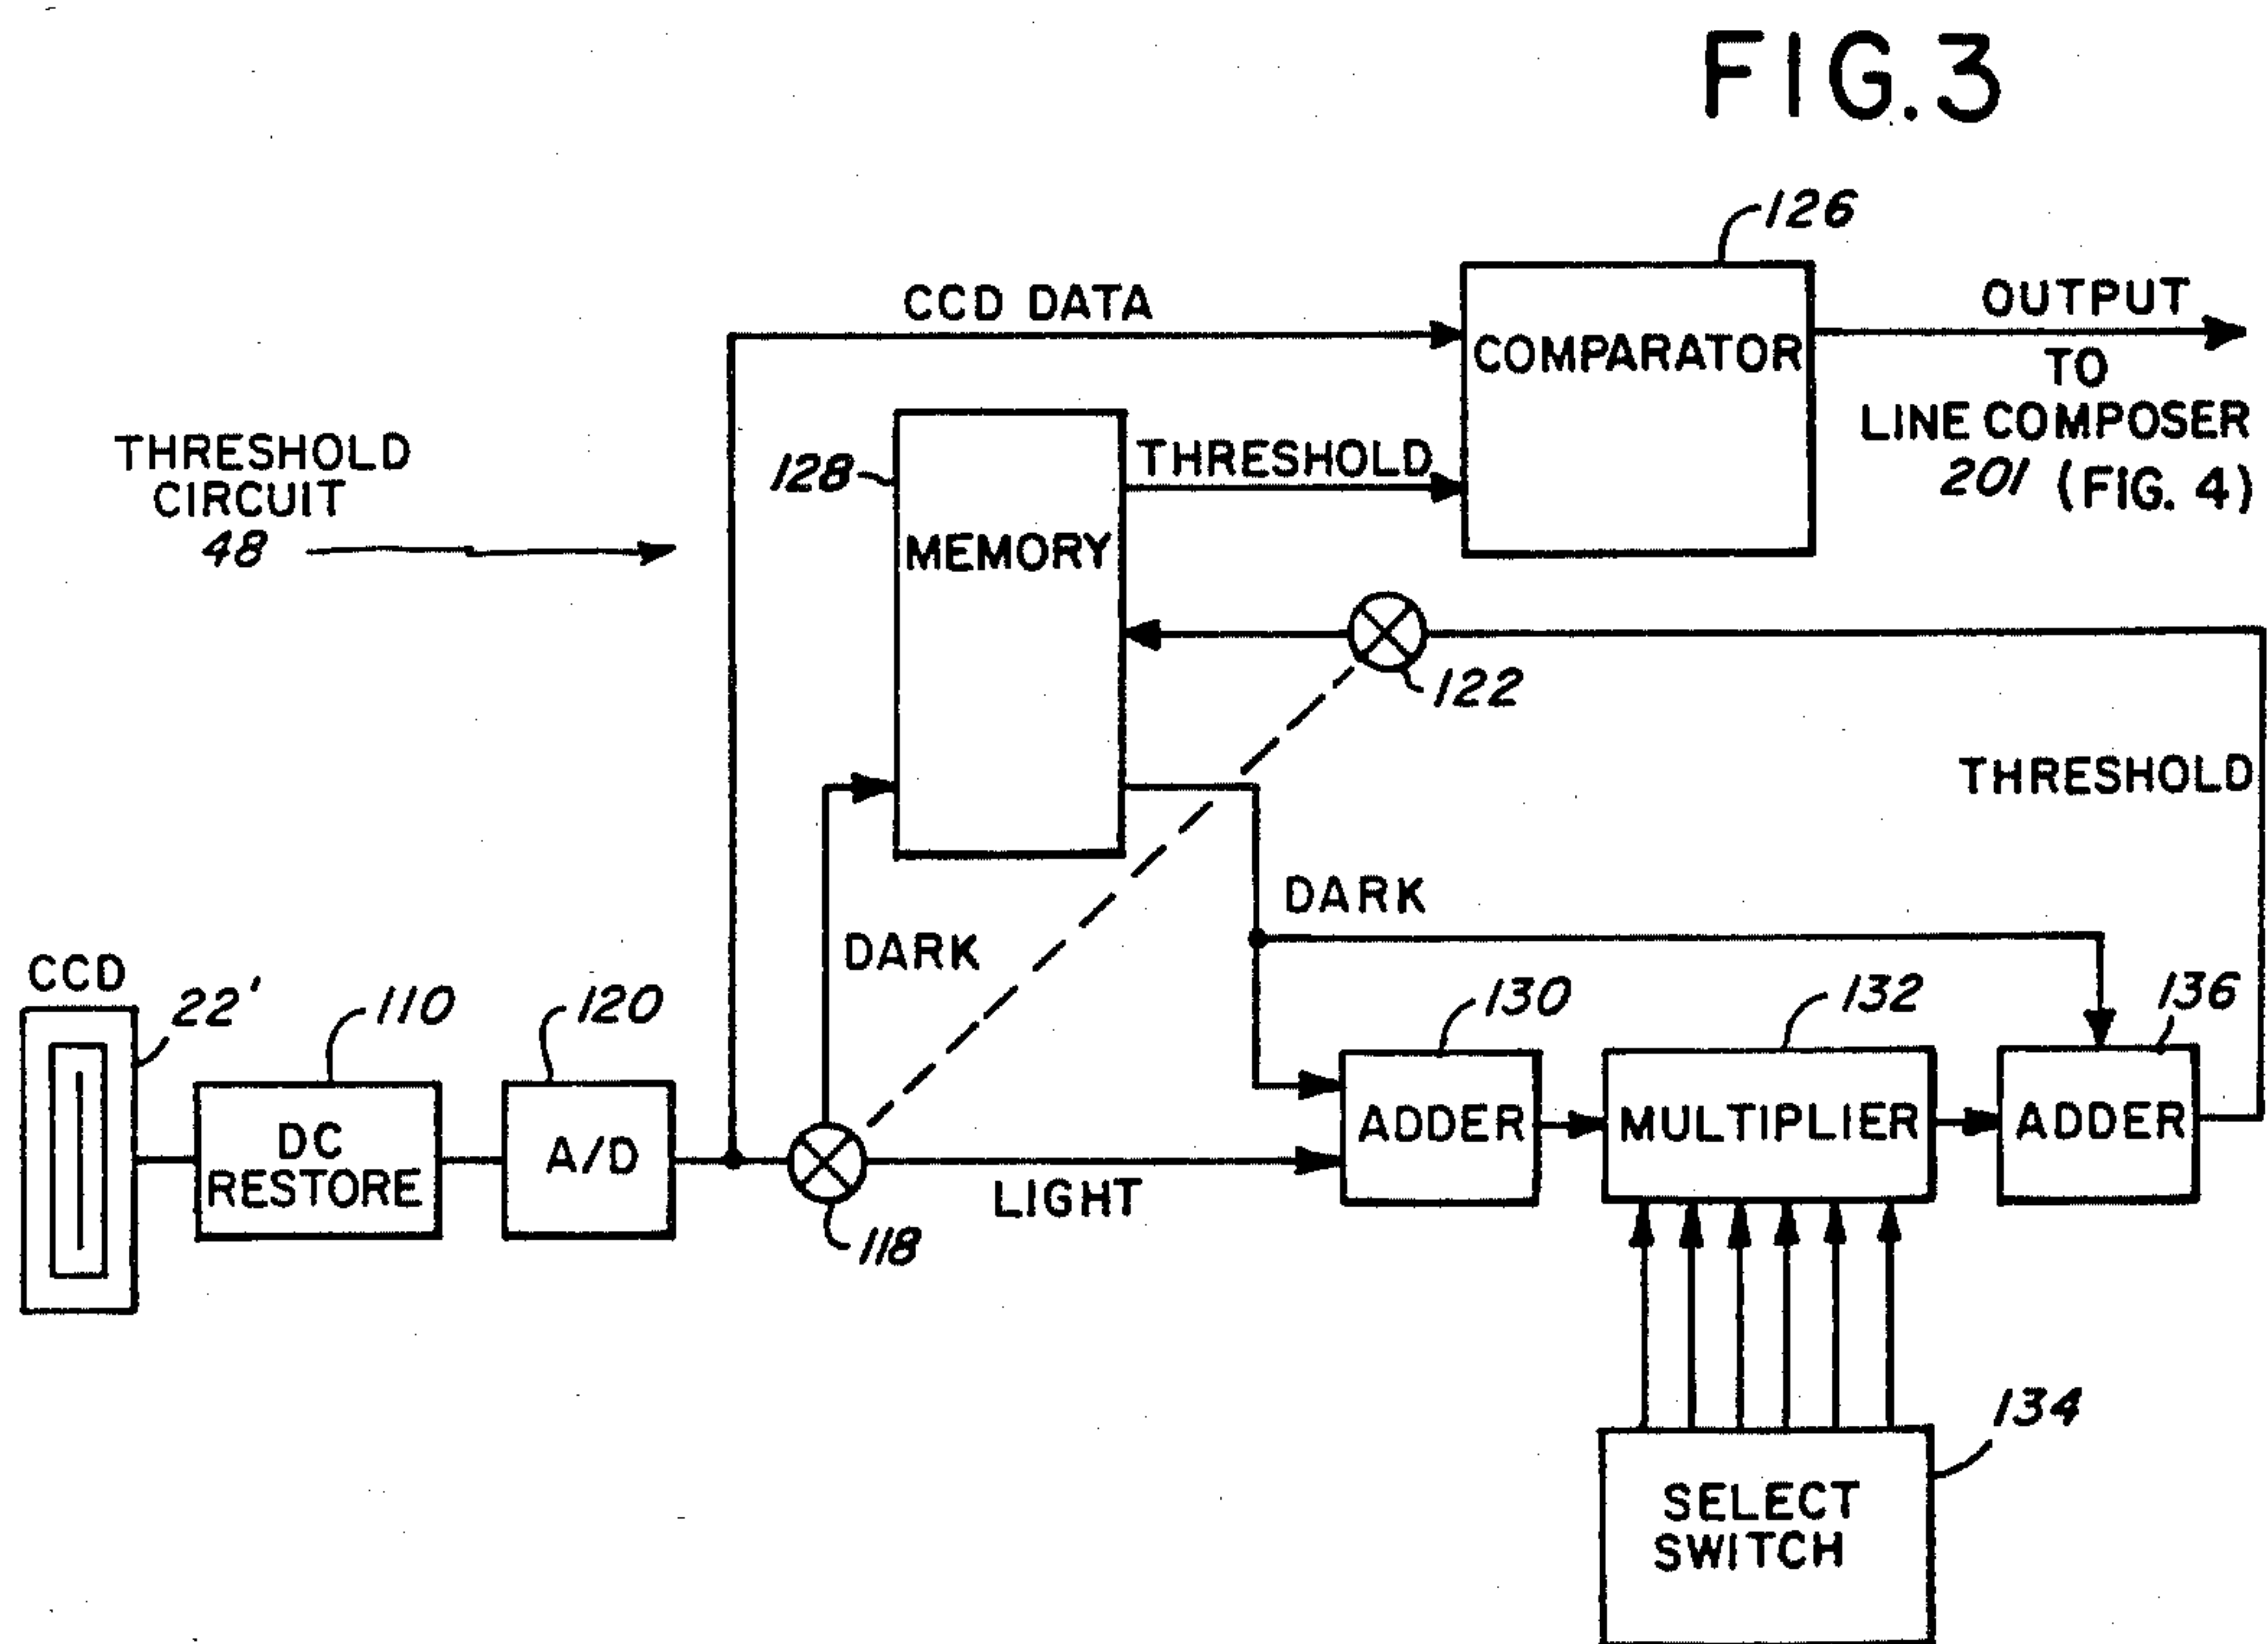 FIG.3
126
CCD DATA
OUTPUT
COMPARATOR
TO
LINE COMPOSER
201 (FIG. 4)
THRESHOLD
CIRCUIT
48
128
THRESHOLD
MEMORY
122
THRESHOLD
DARK
DARK
CCD
22'
110
120
130
132
136
DC
RESTORE
A/D
ADDER
MULTIPLIER
ADDER
LIGHT
118
134
SELECT
SWITCH